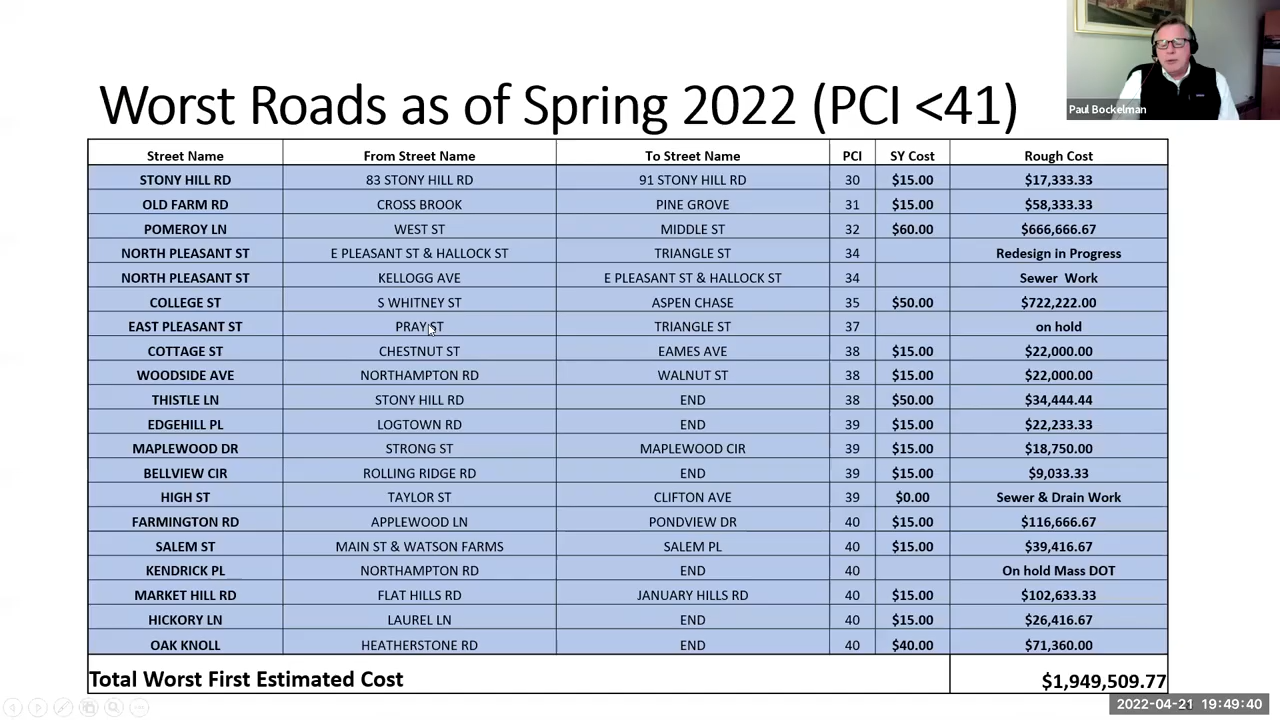 Worst Roads as of Spring 2022 (PCI <41)
Paul Bockelman
Street Name From Street Name To Street Name PCI SY Cost Rough Cost
STONY HILL RD 83 STONY HILL RD 91 STONY HILL RD 30 $15.00 $17,333.33
OLD FARM RD CROSS BROOK PINE GROVE 31 $15.00 $58,333.33
POMEROY LN WEST ST MIDDLE ST 32 $60.00 $666,666.67
NORTH PLEASANT ST E PLEASANT ST & HALLOCK ST TRIANGLE ST 34 Redesign in Progress
NORTH PLEASANT ST KELLOGG AVE E PLEASANT ST & HALLOCK ST 34 Sewer Work
COLLEGE ST S WHITNEY ST ASPEN CHASE 35 $50.00 $722,222.00
EAST PLEASANT ST PRAY ST TRIANGLE ST 37 on hold
COTTAGE ST CHESTNUT ST EAMES AVE 38 $15.00 $22,000.00
WOODSIDE AVE NORTHAMPTON RD WALNUT ST 38 $15.00 $22,000.00
THISTLE LN STONY HILL RD END 38 $50.00 $34,444.44
EDGEHILL PL LOGTOWN RD END 39 $15.00 $22,233.33
MAPLEWOOD DR STRONG ST MAPLEWOOD CIR 39 $15.00 $18,750.00
BELLVIEW CIR ROLLING RIDGE RD END 39 $15.00 $9,033.33
HIGH ST TAYLOR ST CLIFTON AVE 39 $0.00 Sewer & Drain Work
FARMINGTON RD APPLEWOOD LN PONDVIEW DR 40 $15.00 $116,666.67
SALEM ST MAIN ST & WATSON FARMS SALEM PL 40 $15.00 $39,416.67
KENDRICK PL NORTHAMPTON RD END 40 On hold Mass DOT
MARKET HILL RD FLAT HILLS RD JANUARY HILLS RD 40 $15.00 $102,633.33
HICKORY LN LAUREL LN END 40 $15.00 $26,416.67
OAK KNOLL HEATHERSTONE RD END 40 $40.00 $71,360.00
Total Worst First Estimated Cost $1,949,509.77
2022-04-21 19:49:40